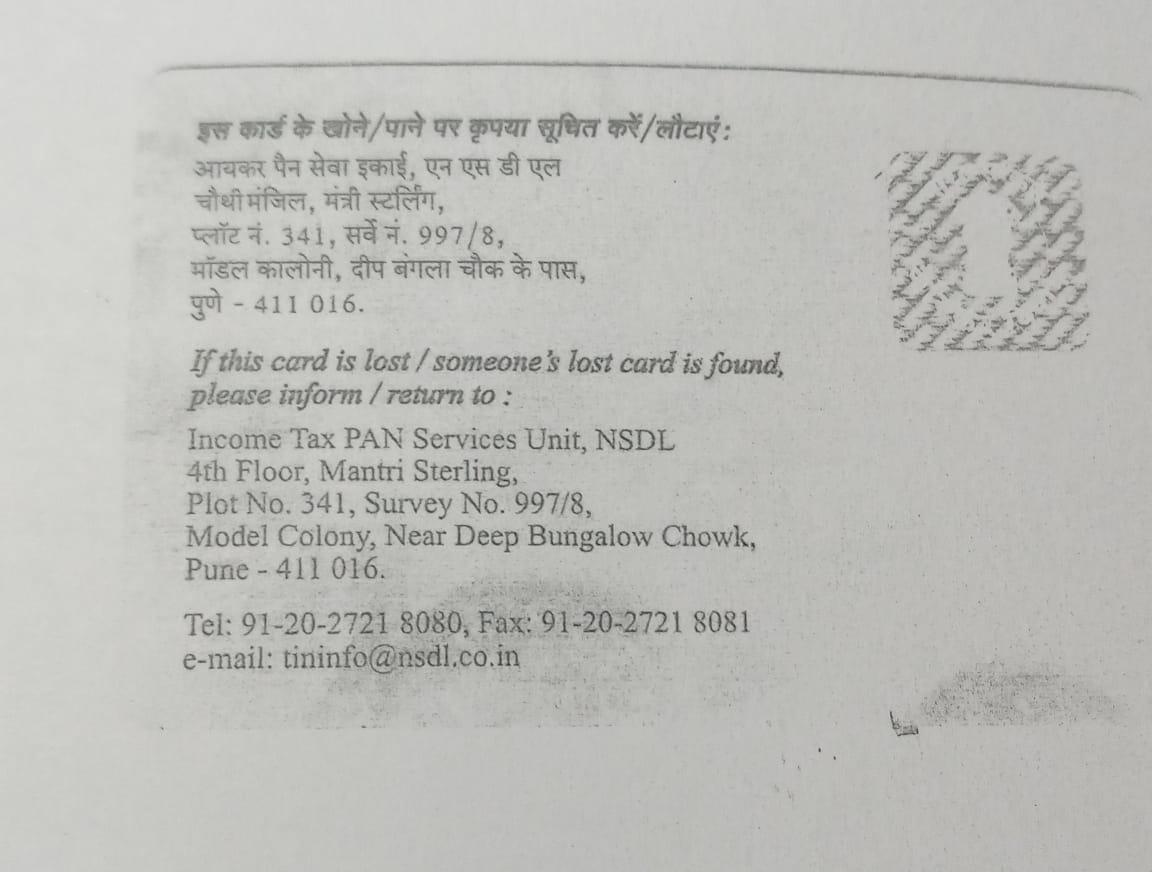 इस कार्ड के खोने/पाने पर कृपया सूचित करें/लौटाएं:
आयकर पैन सेवा इकाई, एन एस डी एल
चौथी मंजिल, मंत्री स्टर्लिंग,
प्लॉट नं. 341, सर्वे नं. 997/8,
मॉडल कालोनी, दीप बंगला चौक के पास,
पुणे - 411 016.
If this card is lost / someone's lost card is found,
please inform / return to :
Income Tax PAN Services Unit, NSDL
4th Floor, Mantri Sterling,
Plot No. 341, Survey No. 997/8,
Model Colony, Near Deep Bungalow Chowk,
Pune - 411 016.
Tel: 91-20-2721 8080, Fax: 91-20-2721 8081
e-mail: tininfo@nsdl.co.in